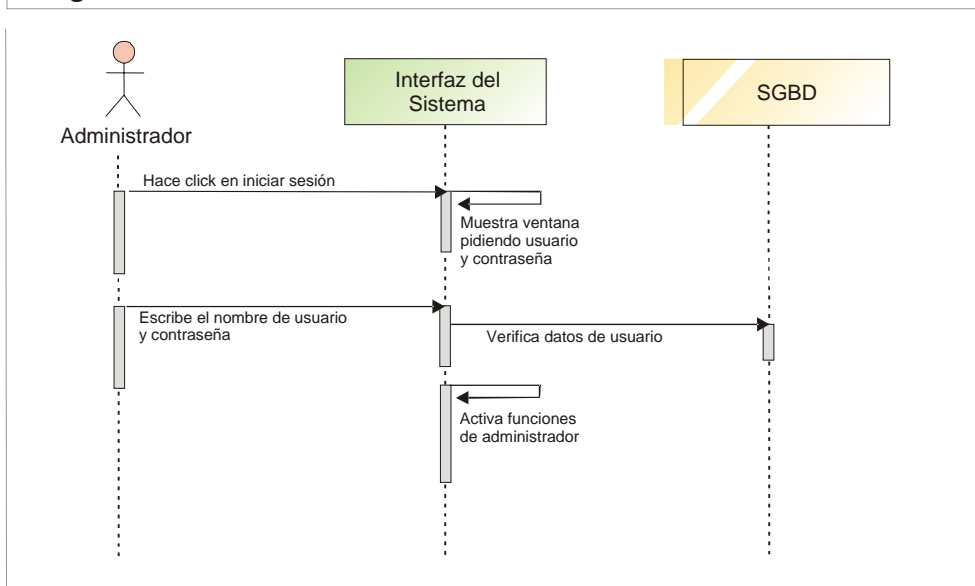 Interfaz del
Sistema
SGBD
Administrador
Hace click en iniciar sesión
Muestra ventana
pidiendo usuario
y contraseña
Escribe el nombre de usuario
y contraseña
Verifica datos de usuario
Activa funciones
de administrador